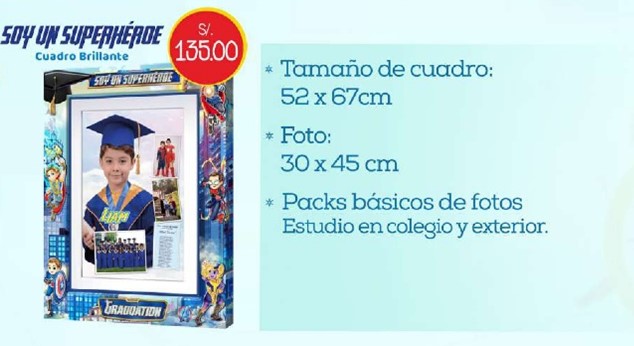 SOY UN SUPERHÉROE
Cuadro Brillante
S/.
135.00
SOY UN SUPERHÉROE
LIAM
GRADUATION
* Tamaño de cuadro:
52 x 67cm
* Foto:
30 x 45 cm
* Packs básicos de fotos
Estudio en colegio y exterior.